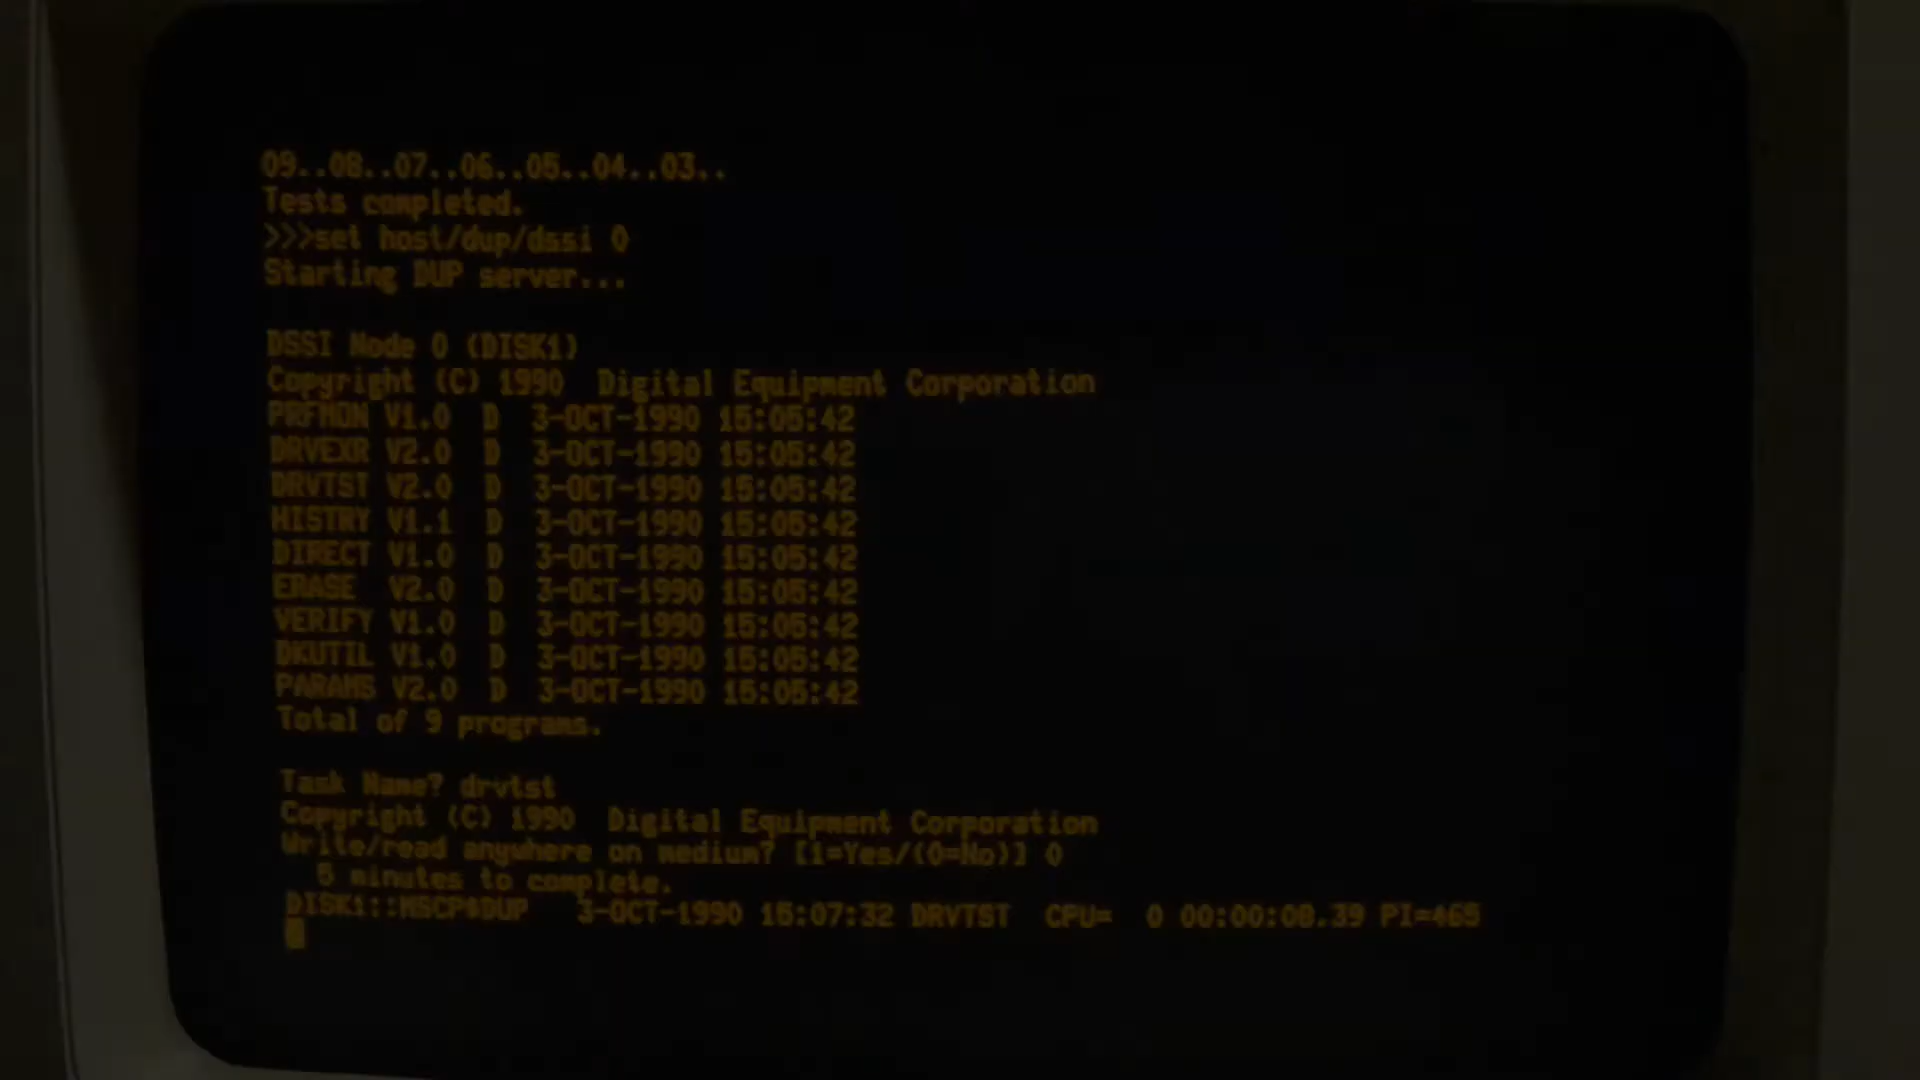 09..08..07..06..05..04..03..
Tests completed.
>>>set host/dup/dssi 0
Starting DUP server...
DSSI Node 0 (DISK1)
Copyright (C) 1990  Digital Equipment Corporation
PRFMON V1.0  D  3-OCT-1990 15:05:42
DRVEXR V2.0  D  3-OCT-1990 15:05:42
DRVTST V2.0  D  3-OCT-1990 15:05:42
HISTRY V1.1  D  3-OCT-1990 15:05:42
DIRECT V1.0  D  3-OCT-1990 15:05:42
ERASE  V2.0  D  3-OCT-1990 15:05:42
VERIFY V1.0  D  3-OCT-1990 15:05:42
DKUTIL V1.0  D  3-OCT-1990 15:05:42
PARAMS V2.0  D  3-OCT-1990 15:05:42
Total of 9 programs.
Task Name? drvtst
Copyright (C) 1990  Digital Equipment Corporation
Write/read anywhere on medium? [1=Yes/(0=No)] 0
5 minutes to complete.
DISK1::MSCP$DUP   3-OCT-1990 15:07:32 DRVTST  CPU=  0 00:00:08.39 PI=465